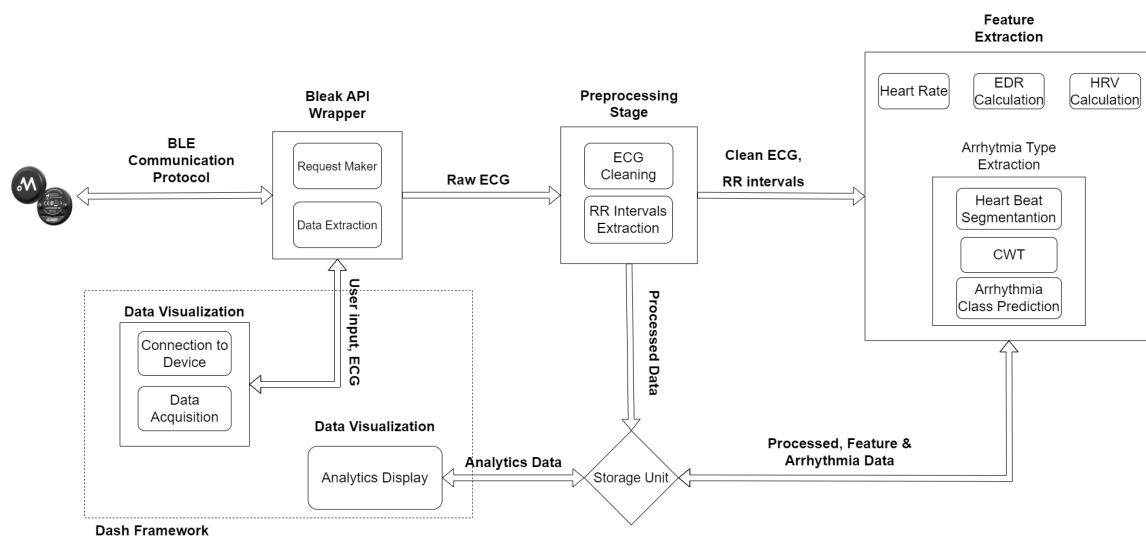 Feature
Extraction
Heart Rate
EDR
Calculation
HRV
Calculation
Bleak API
Wrapper
Preprocessing
Stage
BLE
Communication
Protocol
Request Maker
Data Extraction
Raw ECG
ECG
Cleaning
RR Intervals
Extraction
Clean ECG,
RR intervals
Arrhytmia Type
Extraction
Heart Beat
Segmentantion
CWT
Arrhythmia
Class Prediction
User input, ECG
Processed Data
Data Visualization
Connection to
Device
Data
Acquisition
Data Visualization
Analytics Display
Analytics Data
Storage Unit
Processed, Feature &
Arrhythmia Data
Dash Framework